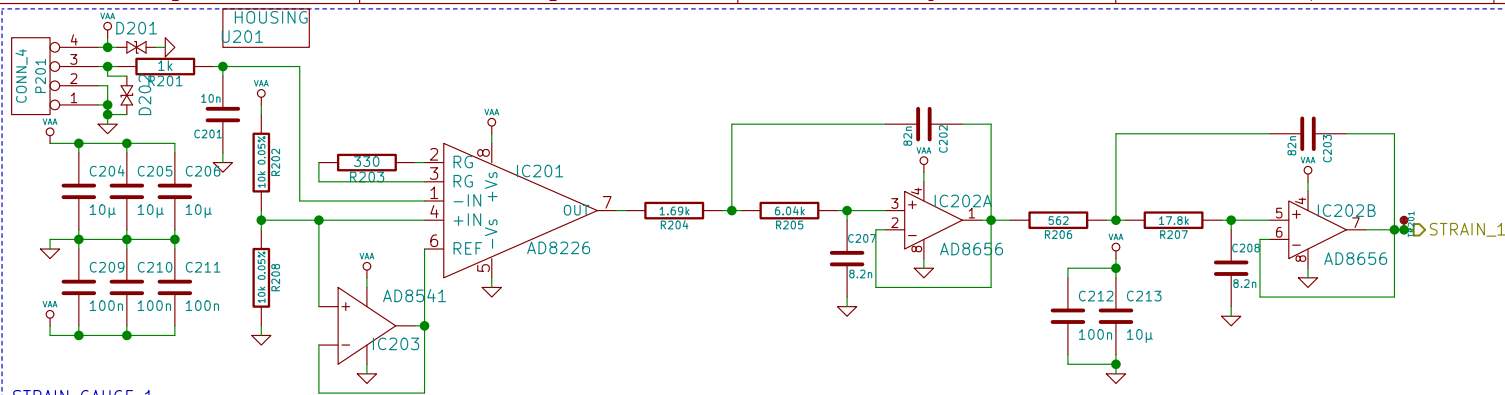 HOUSING
U201
VAA
D201
CONN_4
P201
4
3
2
1
1k
R201
10n
C201
VAA
VAA
C204
C205
C206
10µ
10µ
10µ
C209
C210
C211
100n
100n
100n
VAA
10k 0.05%
R202
10k 0.05%
R208
330
R203
VAA
8
2
RG
3
RG
1
-IN
4
+IN
6
REF
+Vs
-Vs
5
IC201
OUT
7
AD8226
AD8541
+
-
IC203
1.69k
R204
6.04k
R205
C207
8.2n
82n
C202
VAA
4
3
+
2
-
8
IC202A
1
AD8656
562
R206
VAA
C212
C213
100n
10µ
17.8k
R207
C208
8.2n
82n
C203
VAA
4
5
+
6
-
8
IC202B
7
AD8656
STRAIN_1
STRAIN GAUGE 1